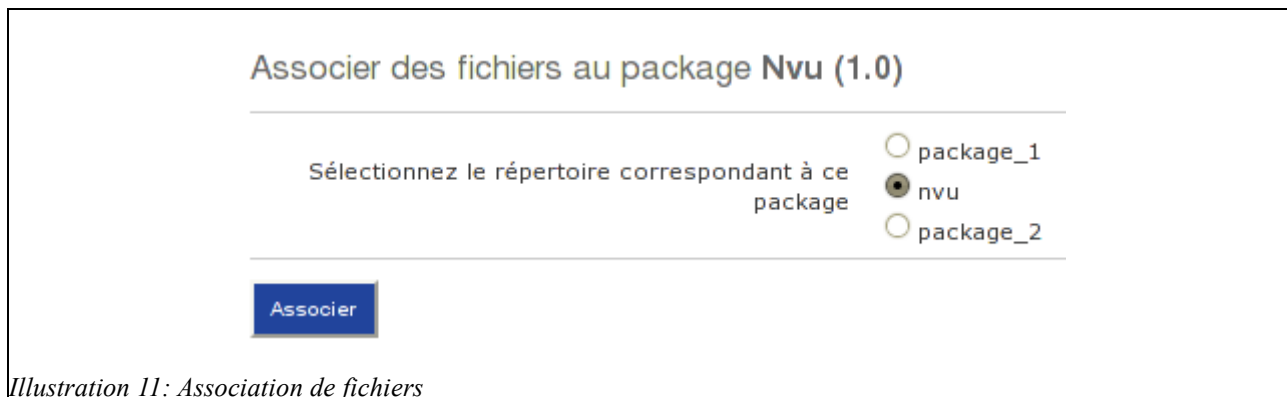 Associer des fichiers au package Nvu (1.0)
Sélectionnez le répertoire correspondant à ce
package
package_1
nvu
package_2
Associer
Illustration 11: Association de fichiers